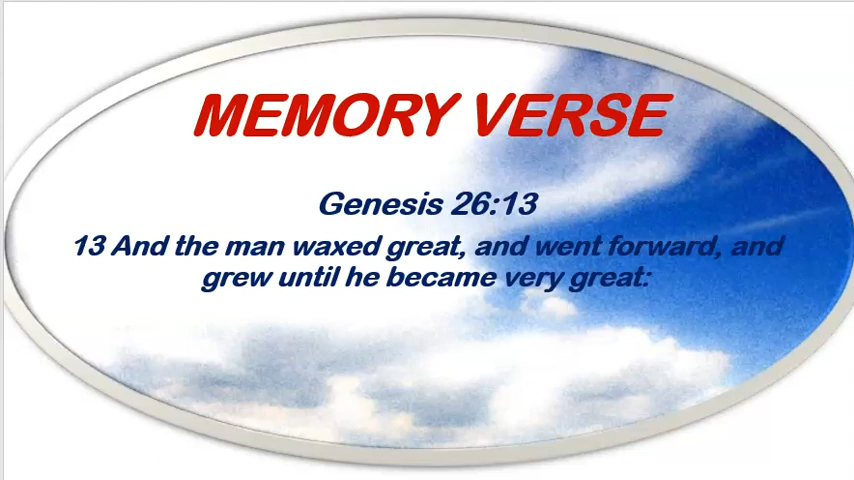 MEMORY VERSE
Genesis 26:13
13 And the man waxed great, and went forward, and
grew until he became very great: